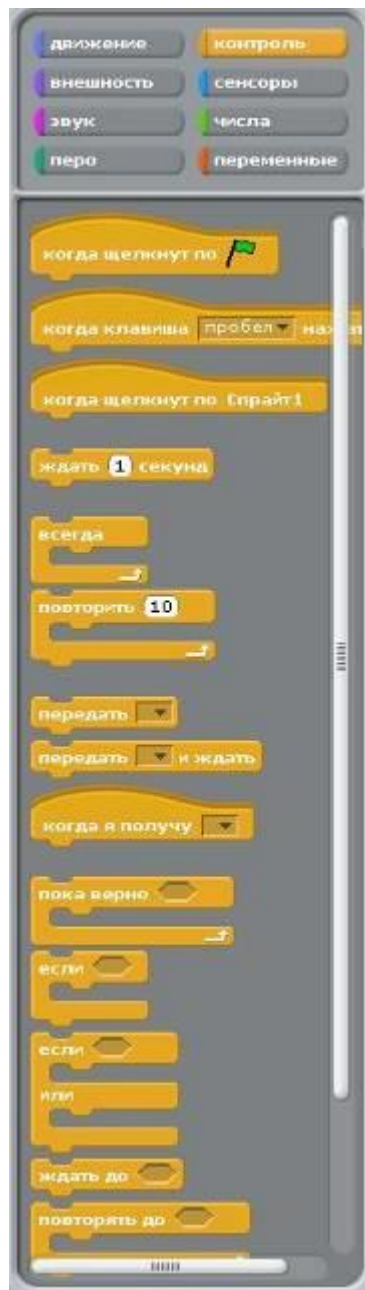 движение контроль
внешность сенсоры
звук числа
перо переменные
когда щелкнут по
когда клавиша пробел наж
когда щелкнут по Спрайт1
ждать 1 секунд
всегда
повторить 10
передать
передать и ждать
когда я получу
пока верно
если
если
или
ждать до
повторять до